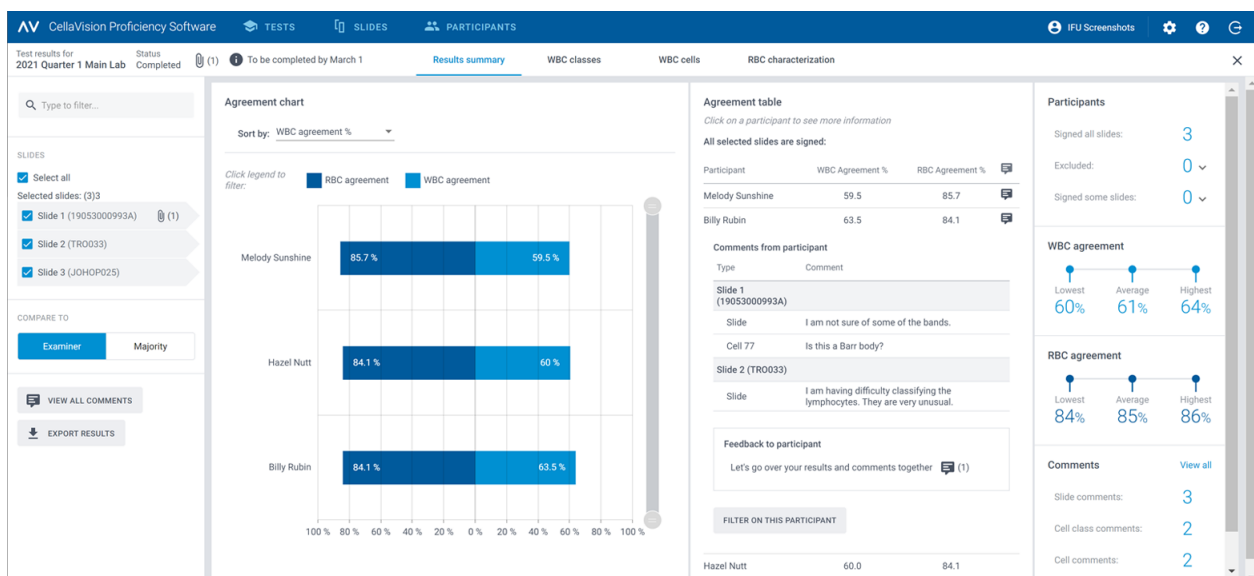 CellaVision Proficiency Software TESTS SLIDES PARTICIPANTS IFU Screenshots
Test results for
2021 Quarter 1 Main Lab
Status
Completed
(1)
To be completed by March 1
Results summary WBC classes WBC cells RBC characterization
Type to filter...
SLIDES
Select all
Selected slides: (3)3
Slide 1 (19053000993A) (1)
Slide 2 (TRO033)
Slide 3 (JOHOP025)
COMPARE TO
Examiner Majority
VIEW ALL COMMENTS
EXPORT RESULTS
Agreement chart
Sort by: WBC agreement %
Click legend to
filter:
RBC agreement WBC agreement
Melody Sunshine 85.7 % 59.5 %
Hazel Nutt 84.1 % 60 %
Billy Rubin 84.1 % 63.5 %
100 % 80 % 60 % 40 % 20 % 0 % 20 % 40 % 60 % 80 % 100 %
Agreement table
Click on a participant to see more information
All selected slides are signed:
Participant WBC Agreement % RBC Agreement %
Melody Sunshine 59.5 85.7
Billy Rubin 63.5 84.1
Comments from participant
Type Comment
Slide 1
(19053000993A)
Slide I am not sure of some of the bands.
Cell 77 Is this a Barr body?
Slide 2 (TRO033)
Slide I am having difficulty classifying the
lymphocytes. They are very unusual.
Feedback to participant
Let's go over your results and comments together (1)
FILTER ON THIS PARTICIPANT
Hazel Nutt 60.0 84.1
Participants
Signed all slides: 3
Excluded: 0
Signed some slides: 0
WBC agreement
Lowest Average Highest
60% 61% 64%
RBC agreement
Lowest Average Highest
84% 85% 86%
Comments View all
Slide comments: 3
Cell class comments: 2
Cell comments: 2